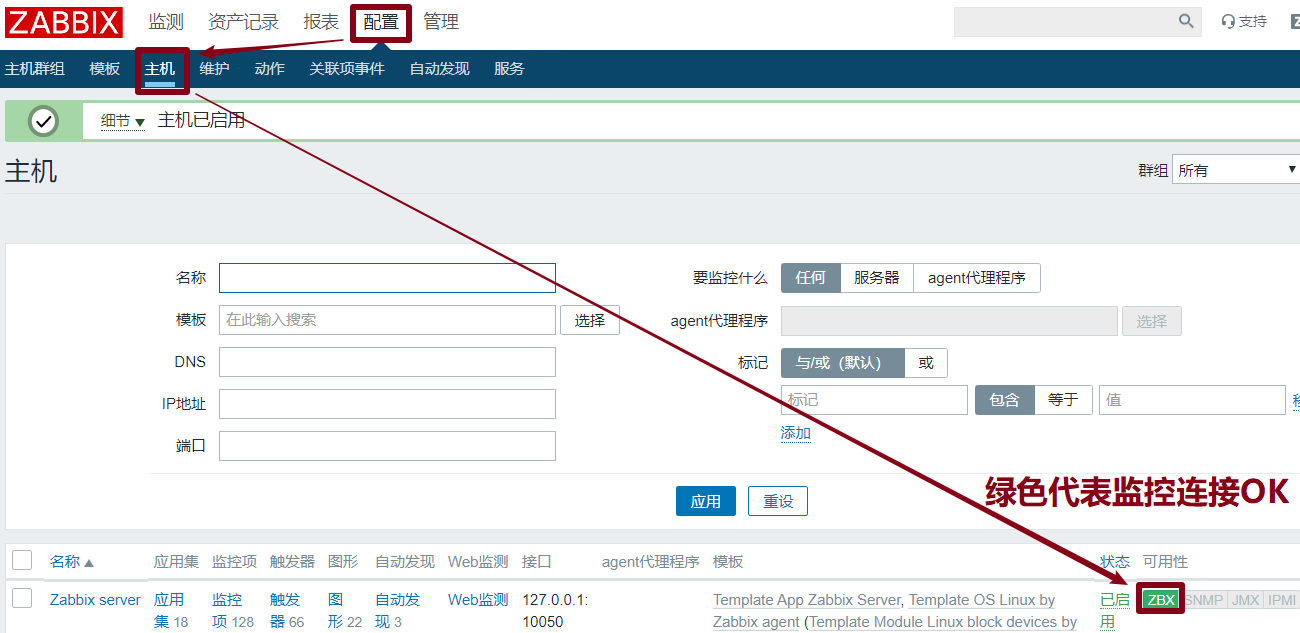 ZABBIX 监测 资产记录 报表 配置 管理 支持 Z
主机群组 模板 主机 维护 动作 关联项事件 自动发现 服务
细节 主机已启用
主机 群组 所有
名称 要监控什么 任何 服务器 agent代理程序
模板 在此输入搜索 选择 agent代理程序 选择
DNS 标记 与/或（默认） 或
IP地址 标记 包含 等于 值
添加
端口
应用 重设
绿色代表监控连接OK
名称 应用集 监控项 触发器 图形 自动发现 Web监测 接口 agent代理程序 模板 状态 可用性
Zabbix server 应用 监控 触发 图 自动发 Web监测 127.0.0.1: Template App Zabbix Server, Template OS Linux by 已启 ZBX SNMP JMX IPMI
集 18 项 128 器 66 形 22 现 3 10050 Zabbix agent (Template Module Linux block devices by 用